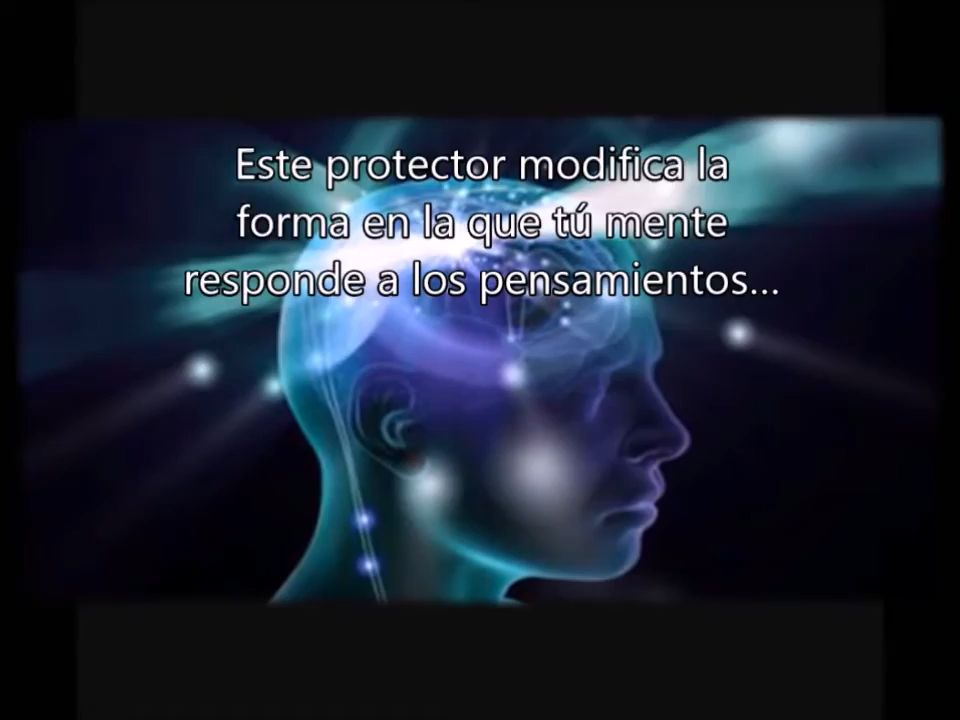 Este protector modifica la
forma en la que tú mente
responde a los pensamientos...